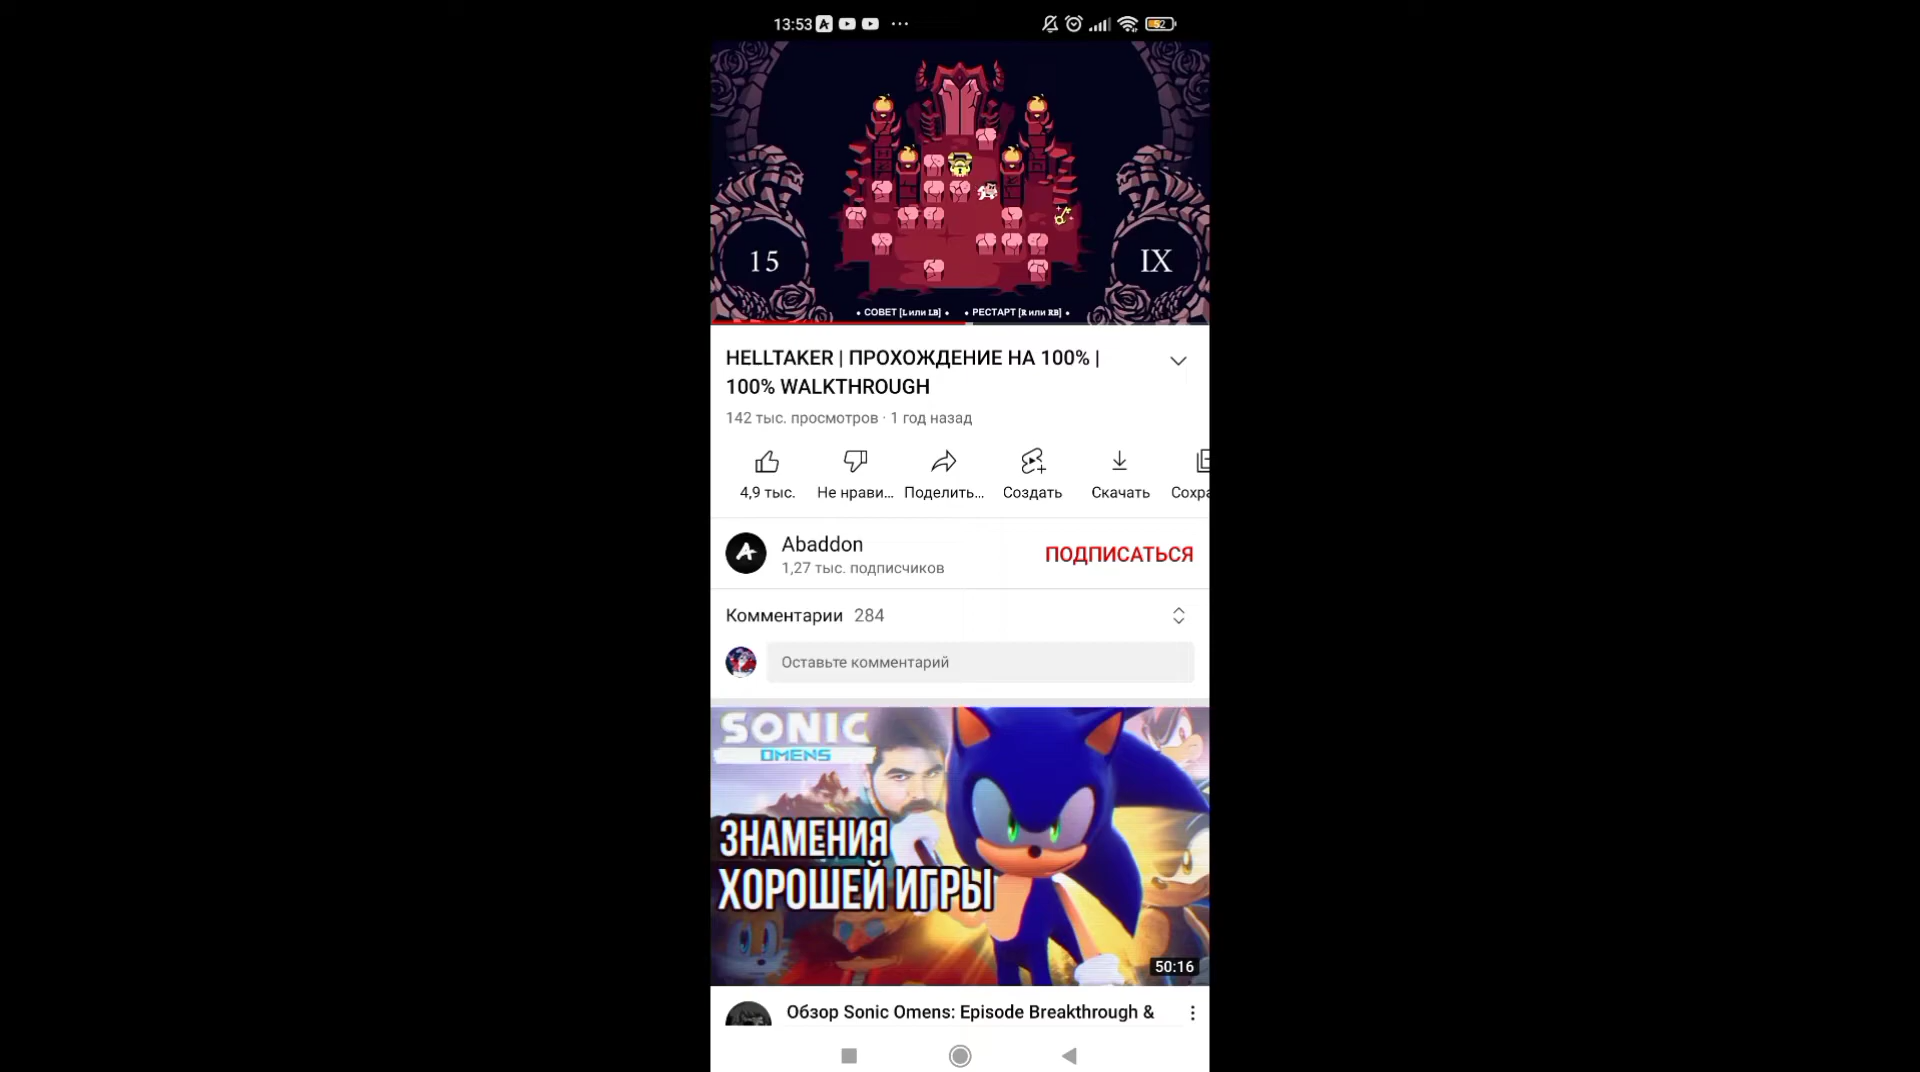 13:53
52
15
IX
• СОВЕТ [L или LB] • • РЕСТАРТ [R или RB] •
HELLTAKER | ПРОХОЖДЕНИЕ НА 100% |
100% WALKTHROUGH
142 тыс. просмотров · 1 год назад
4,9 тыс. Не нрави... Поделить... Создать Скачать Сохра
Abaddon
1,27 тыс. подписчиков
ПОДПИСАТЬСЯ
Комментарии 284
Оставьте комментарий
SONIC
OMENS
ЗНАМЕНИЯ
ХОРОШЕЙ ИГРЫ
50:16
Обзор Sonic Omens: Episode Breakthrough &